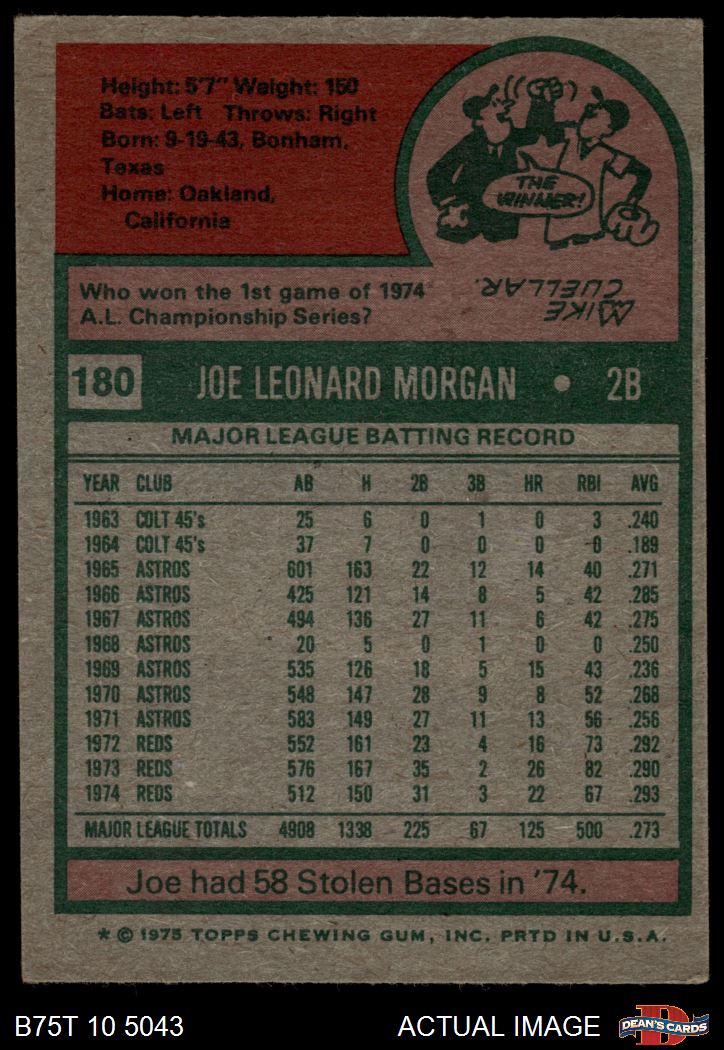 Height: 5'7" Weight: 150
Bats: Left Throws: Right
Born: 9-19-43, Bonham,
Texas
Home: Oakland,
California
THE
WINNER!
Who won the 1st game of 1974
A.L. Championship Series?
MIKE
CUELLAR.
180 JOE LEONARD MORGAN • 2B
MAJOR LEAGUE BATTING RECORD
YEAR CLUB AB H 2B 3B HR RBI AVG
1963 COLT 45's 25 6 0 1 0 3 .240
1964 COLT 45's 37 7 0 0 0 0 .189
1965 ASTROS 601 163 22 12 14 40 .271
1966 ASTROS 425 121 14 8 5 42 .285
1967 ASTROS 494 136 27 11 6 42 .275
1968 ASTROS 20 5 0 1 0 0 .250
1969 ASTROS 535 126 18 5 15 43 .236
1970 ASTROS 548 147 28 9 8 52 .268
1971 ASTROS 583 149 27 11 13 56 .256
1972 REDS 552 161 23 4 16 73 .292
1973 REDS 576 167 35 2 26 82 .290
1974 REDS 512 150 31 3 22 67 .293
MAJOR LEAGUE TOTALS 4908 1338 225 67 125 500 .273
Joe had 58 Stolen Bases in '74.
* © 1975 TOPPS CHEWING GUM, INC. PRTD IN U.S.A.
B75T 10 5043 ACTUAL IMAGE D DEAN'S CARDS